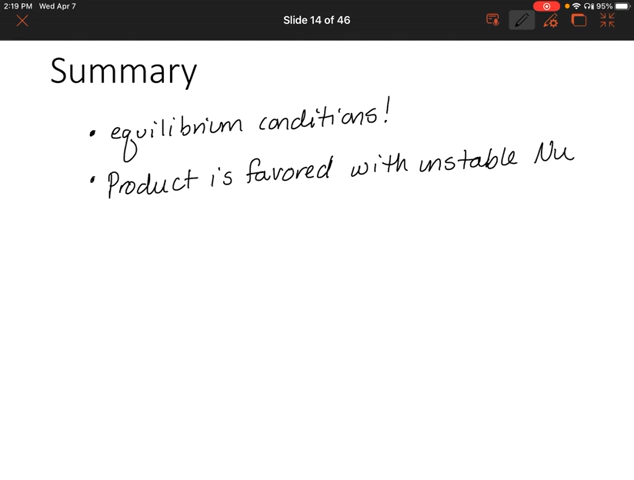 2:19 PM Wed Apr 7
95%
Slide 14 of 46
Summary
• equilibrium conditions!
• Product is favored with unstable Nu